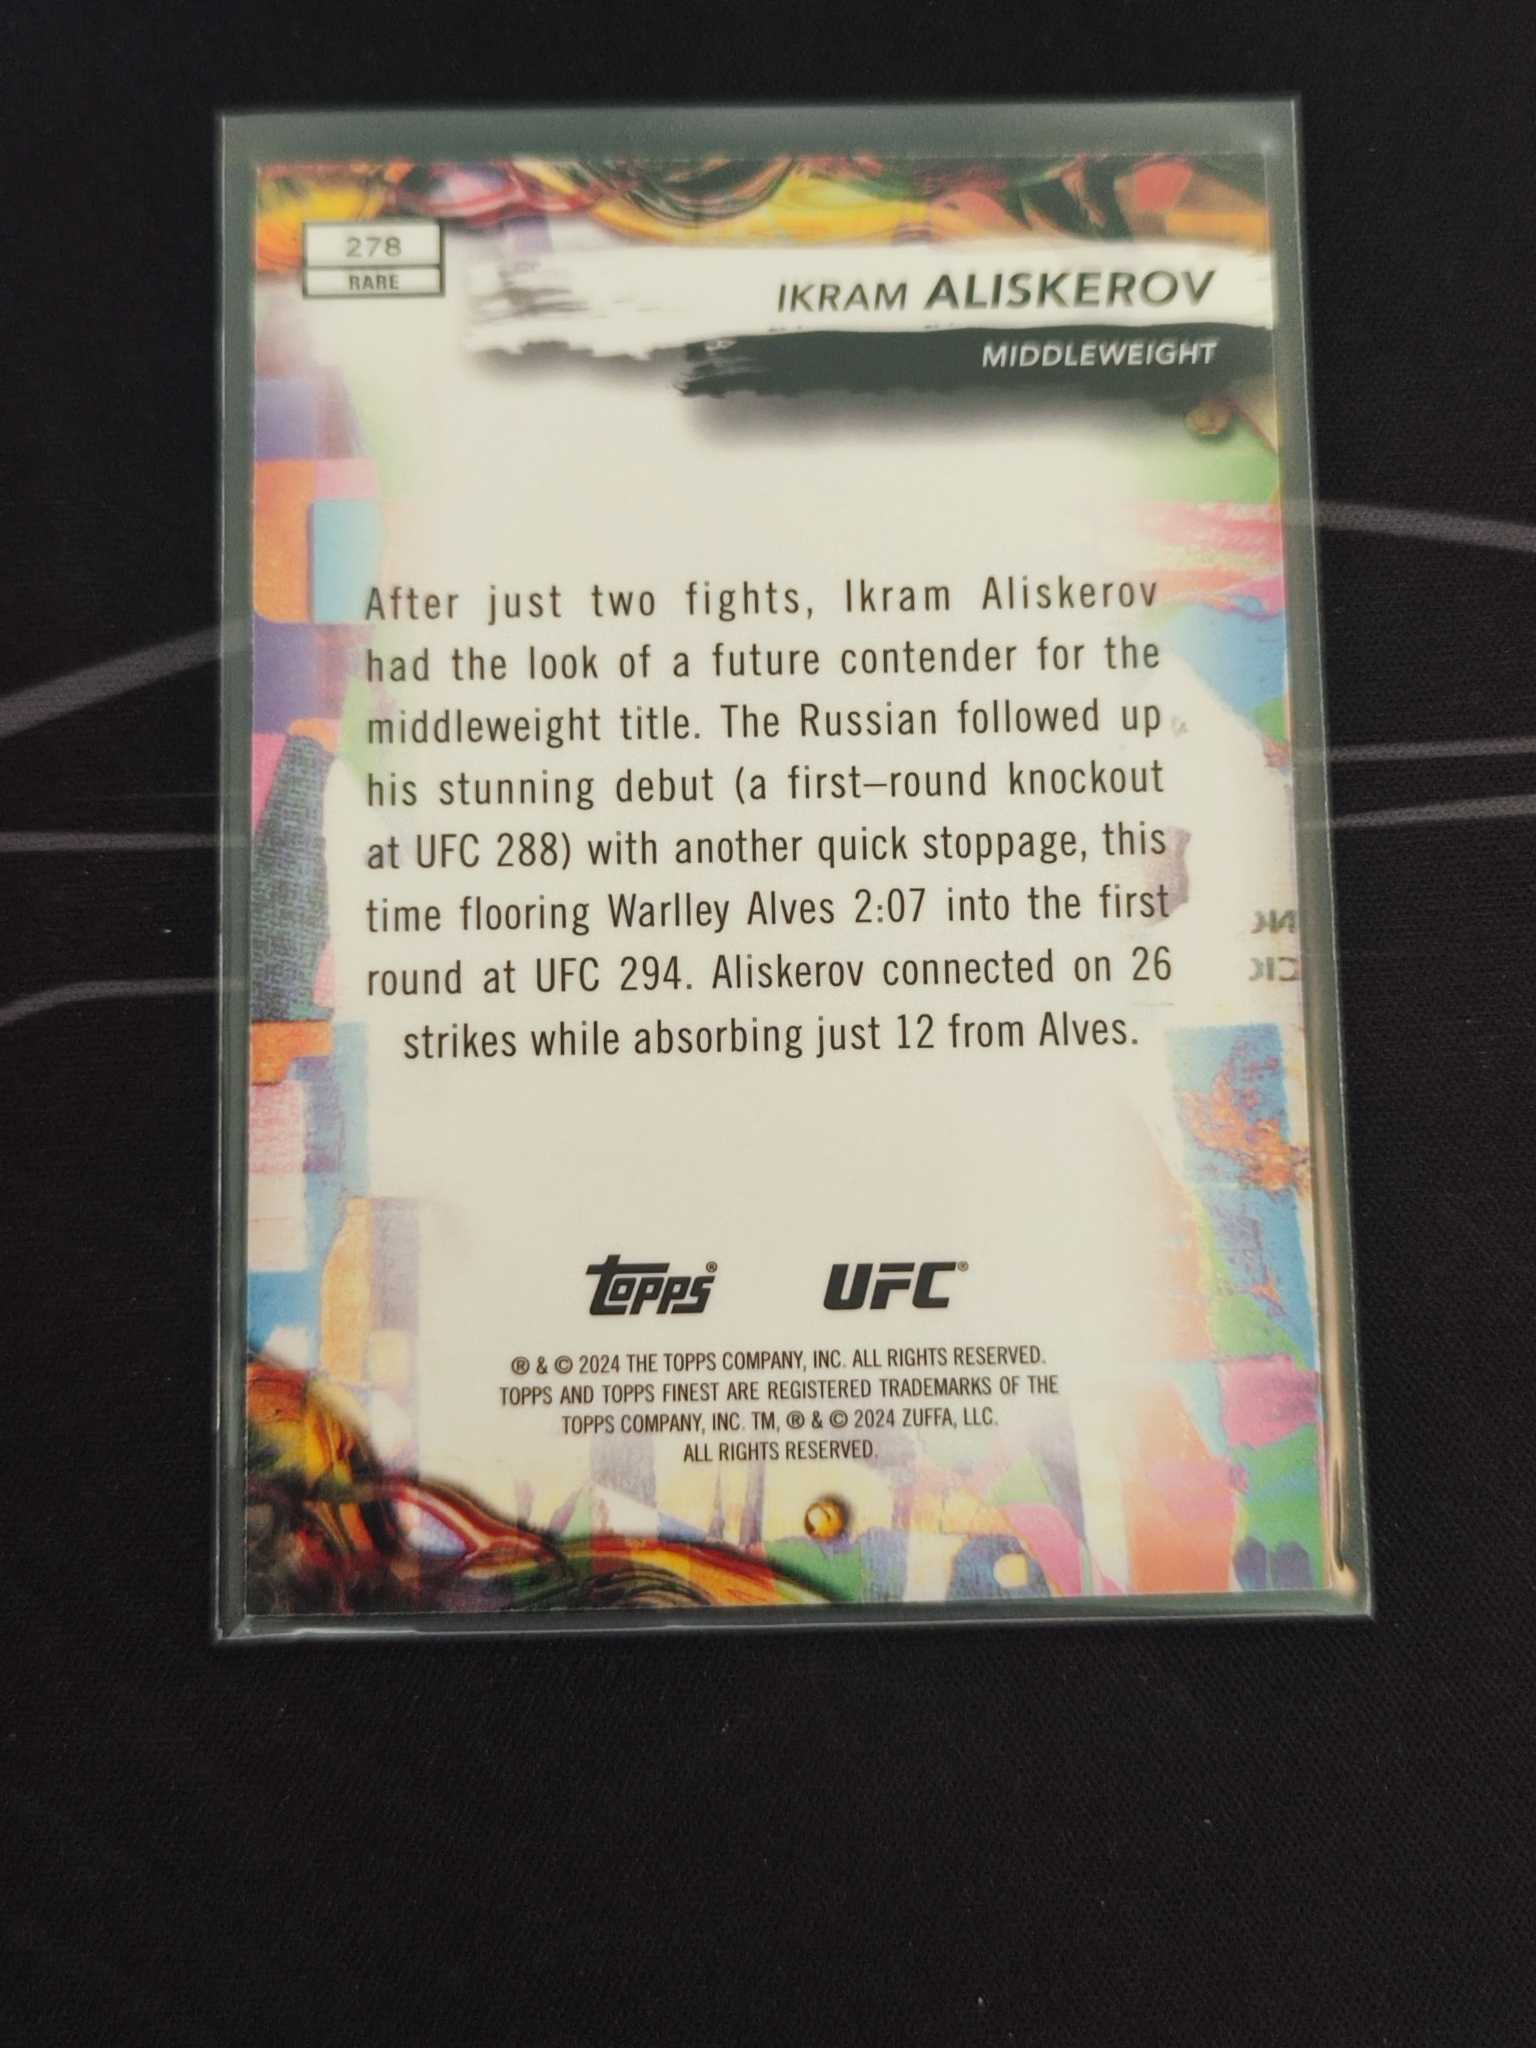 278
RARE
IKRAM ALISKEROV
MIDDLEWEIGHT
After just two fights, Ikram Aliskerov
had the look of a future contender for the
middleweight title. The Russian followed up
his stunning debut (a first–round knockout
at UFC 288) with another quick stoppage, this
time flooring Warlley Alves 2:07 into the first
round at UFC 294. Aliskerov connected on 26
strikes while absorbing just 12 from Alves.
TOPPS® UFC®
® & © 2024 THE TOPPS COMPANY, INC. ALL RIGHTS RESERVED.
TOPPS AND TOPPS FINEST ARE REGISTERED TRADEMARKS OF THE
TOPPS COMPANY, INC. TM, ® & © 2024 ZUFFA, LLC.
ALL RIGHTS RESERVED.